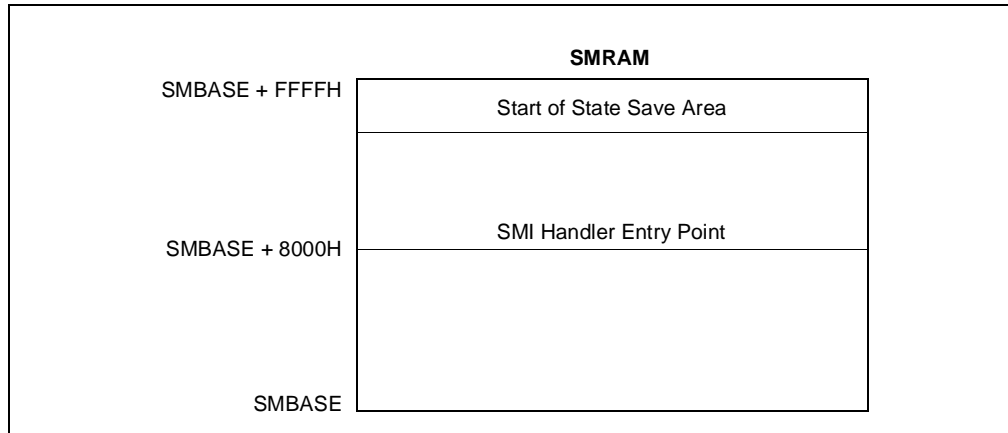 SMRAM
SMBASE + FFFFH
Start of State Save Area
SMI Handler Entry Point
SMBASE + 8000H
SMBASE